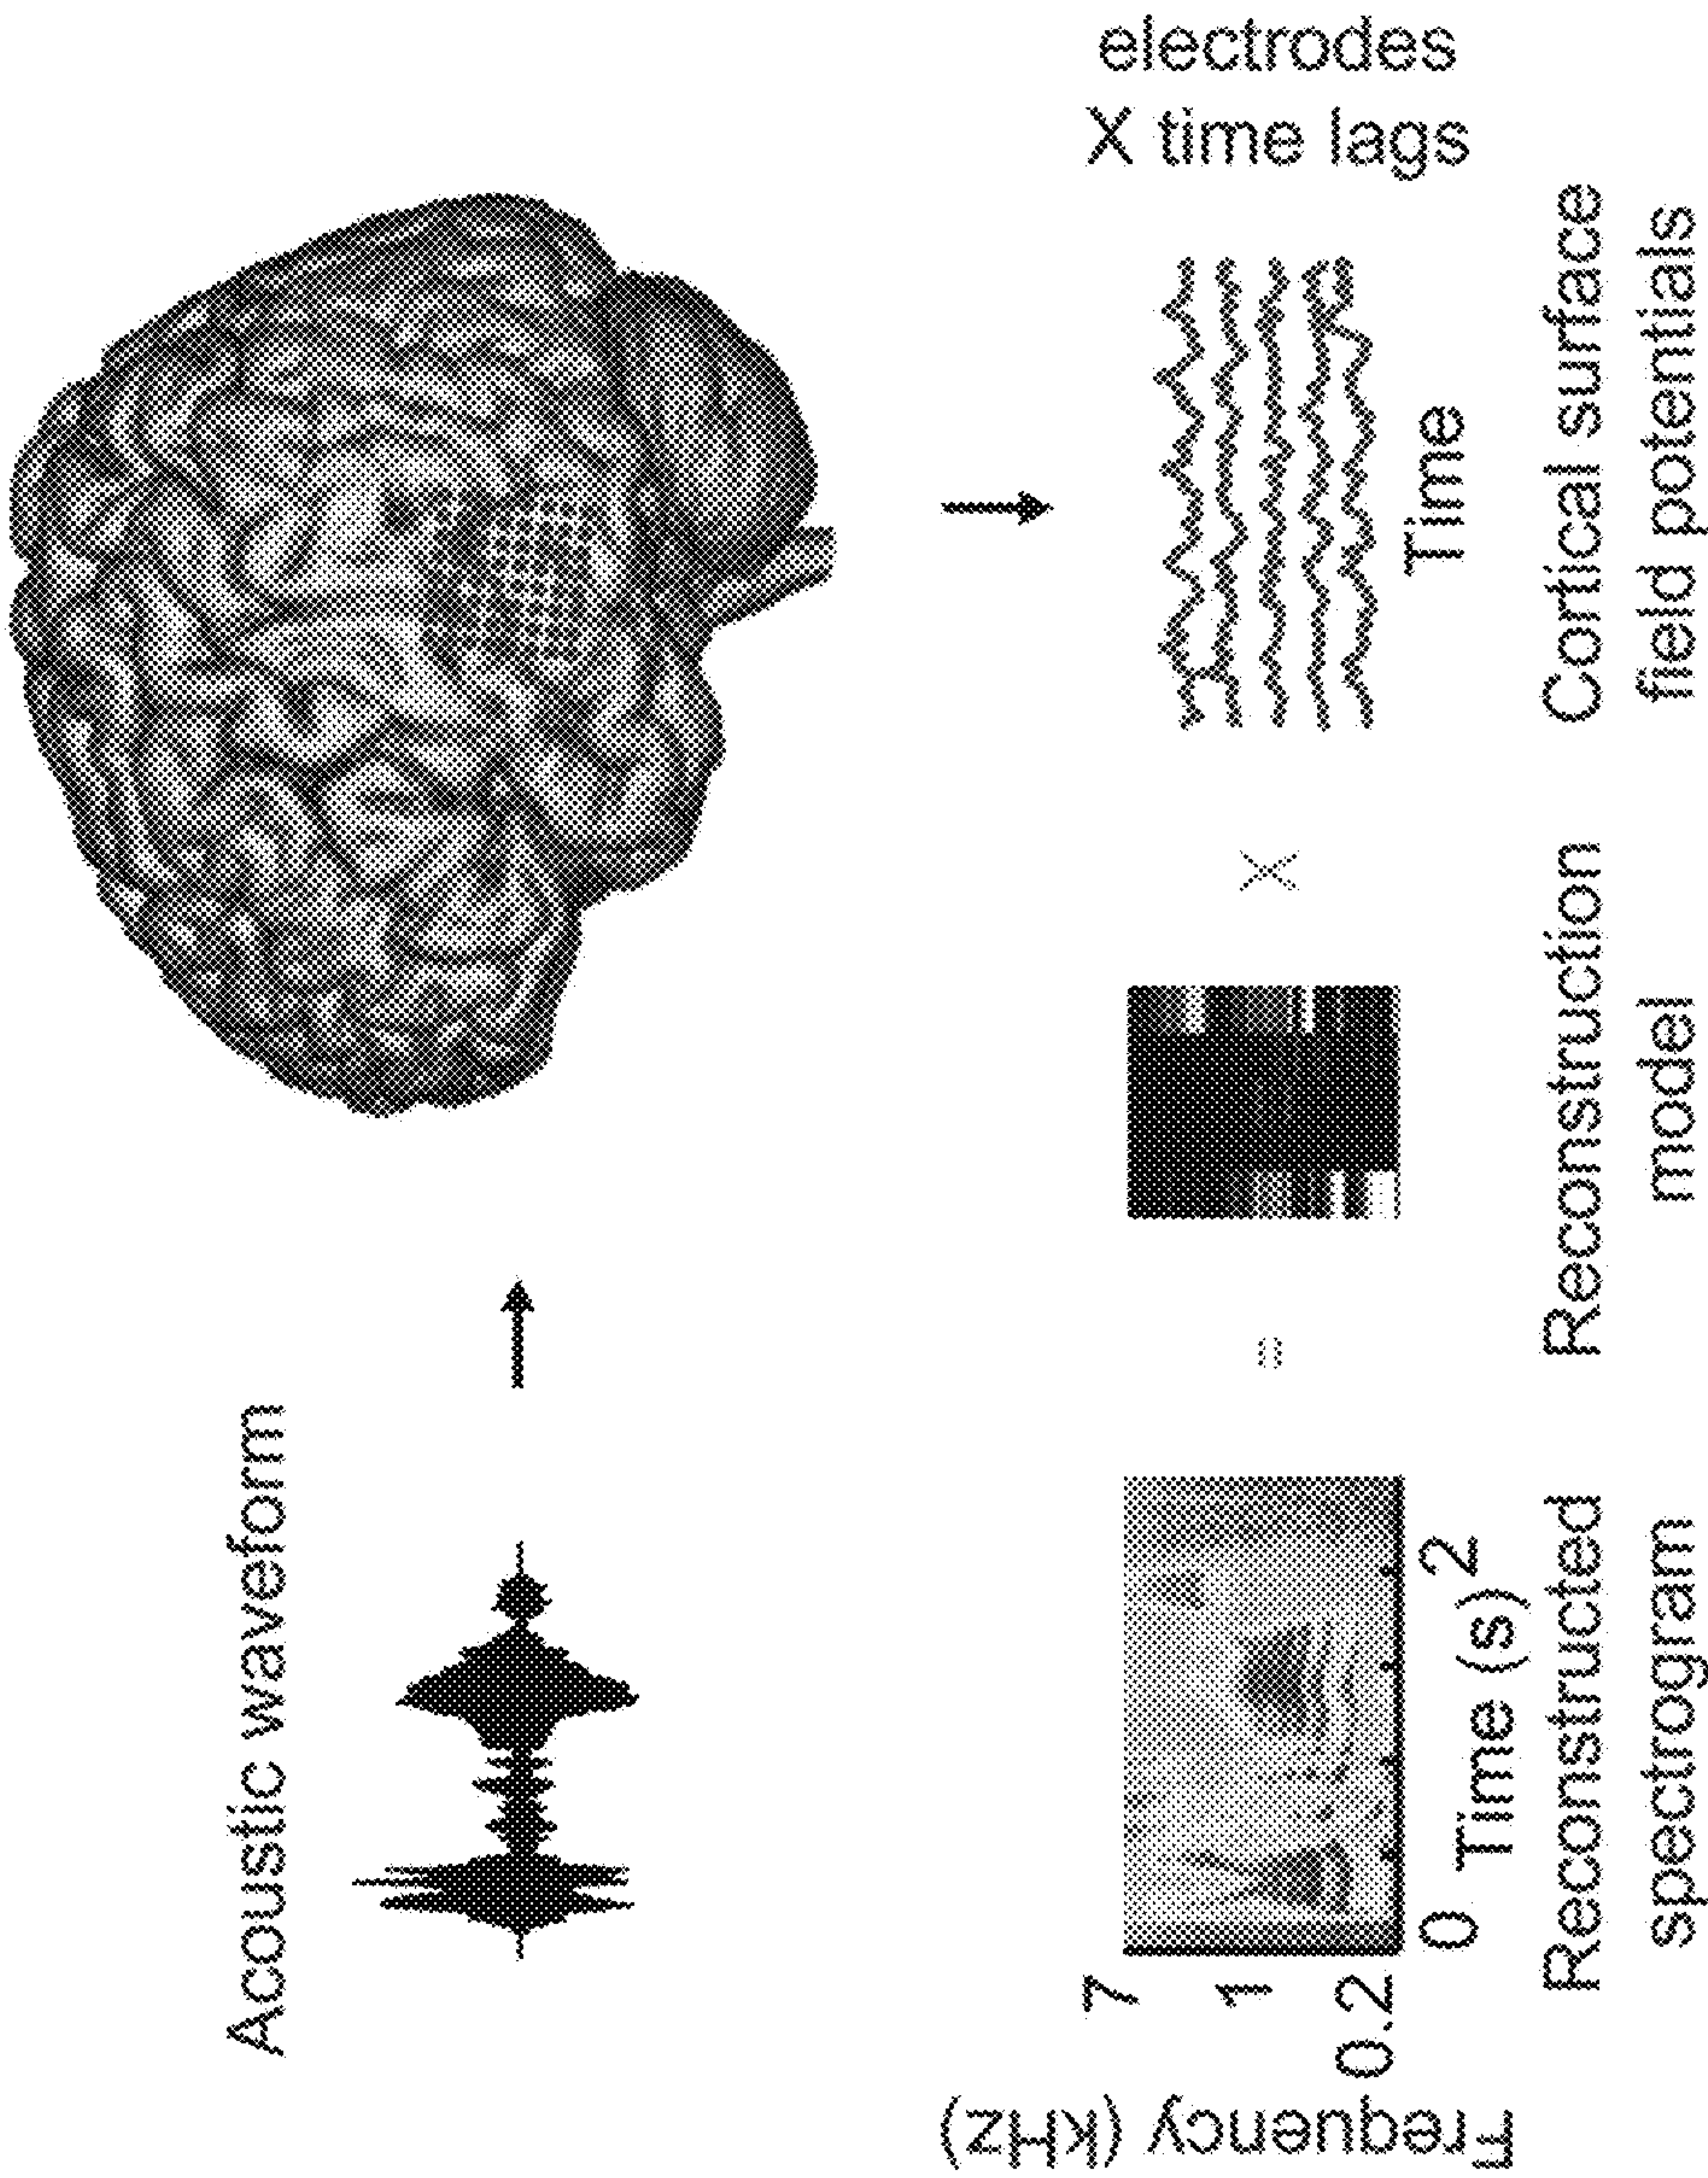 Acoustic waveform
Frequency (kHz)
7
1
0.2
0
2
Time (s)
Reconstructed
spectrogram
=
Reconstruction
model
X
Time
Cortical surface
field potentials
electrodes
X time lags